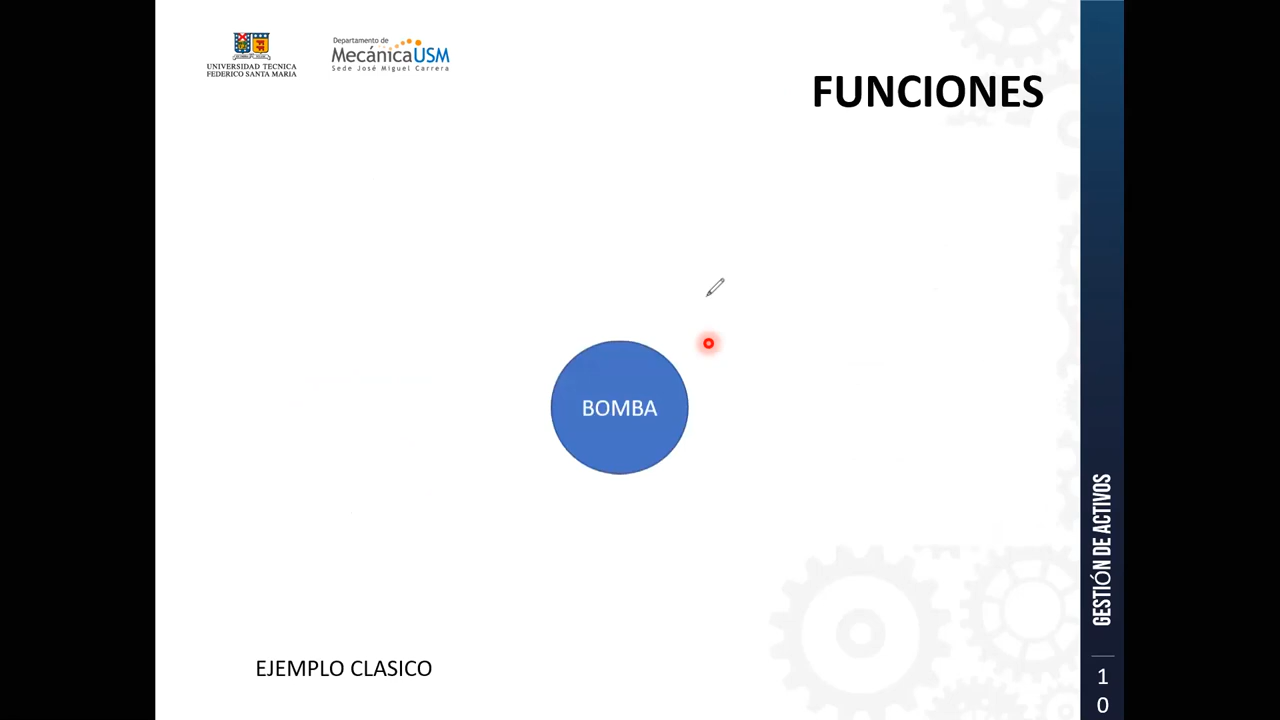 UNIVERSIDAD TECNICA
FEDERICO SANTA MARIA
Departamento de
MecánicaUSM
Sede José Miguel Carrera
FUNCIONES
BOMBA
EJEMPLO CLASICO
GESTIÓN DE ACTIVOS
1
0